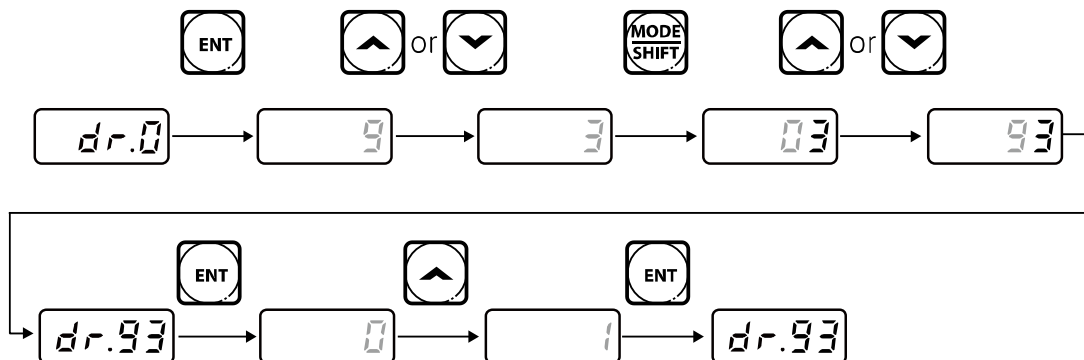 ENT or MODE SHIFT or
dr.0 9 3 03 93
ENT ENT
dr.93 0 1 dr.93